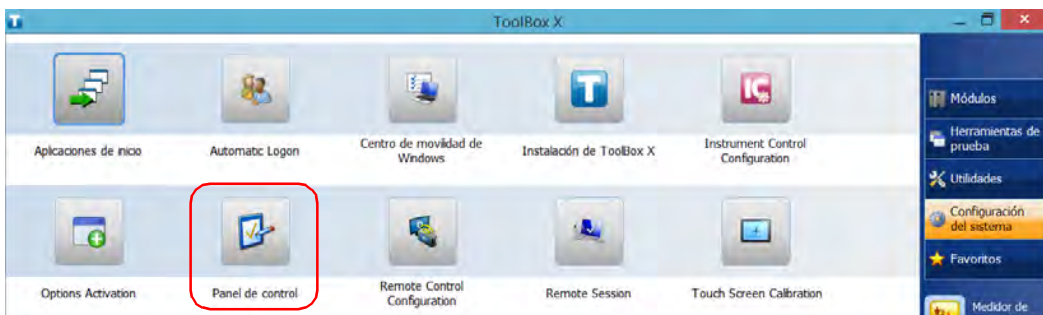 ToolBox X
Aplicaciones de inicio
Automatic Logon
Centro de movilidad de
Windows
Instalación de ToolBox X
Instrument Control
Configuration
Options Activation
Panel de control
Remote Control
Configuration
Remote Session
Touch Screen Calibration
Módulos
Herramientas de
prueba
Utilidades
Configuración
del sistema
Favoritos
Medidor de